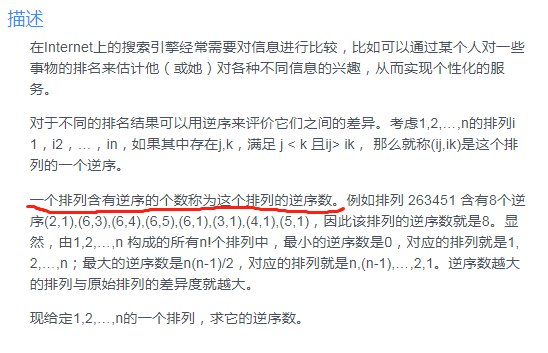 描述
在Internet上的搜索引擎经常需要对信息进行比较，比如可以通过某个人对一些
事物的排名来估计他（或她）对各种不同信息的兴趣，从而实现个性化的服
务。
对于不同的排名结果可以用逆序来评价它们之间的差异。考虑1,2,…,n的排列i
1，i2，…，in，如果其中存在j,k，满足 j < k 且ij> ik， 那么就称(ij,ik)是这个排
列的一个逆序。
一个排列含有逆序的个数称为这个排列的逆序数。例如排列 263451 含有8个逆
序(2,1),(6,3),(6,4),(6,5),(6,1),(3,1),(4,1),(5,1)，因此该排列的逆序数就是8。显
然，由1,2,…,n 构成的所有n!个排列中，最小的逆序数是0，对应的排列就是1,
2,…,n；最大的逆序数是n(n-1)/2，对应的排列就是n,(n-1),…,2,1。逆序数越大
的排列与原始排列的差异度就越大。
现给定1,2,…,n的一个排列，求它的逆序数。